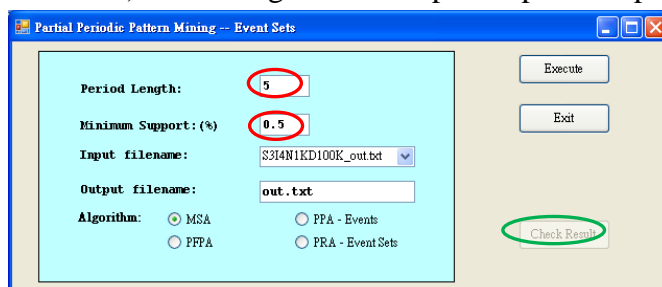 Partial Periodic Pattern Mining -- Event Sets
Period Length: 5
Execute
Minimum Support:(%) 0.5
Exit
Input filename: S3I4N1KD100K_out.txt
Output filename: out.txt
Algorithm: MSA PPA - Events
Check Result
PFPA PRA - Event Sets